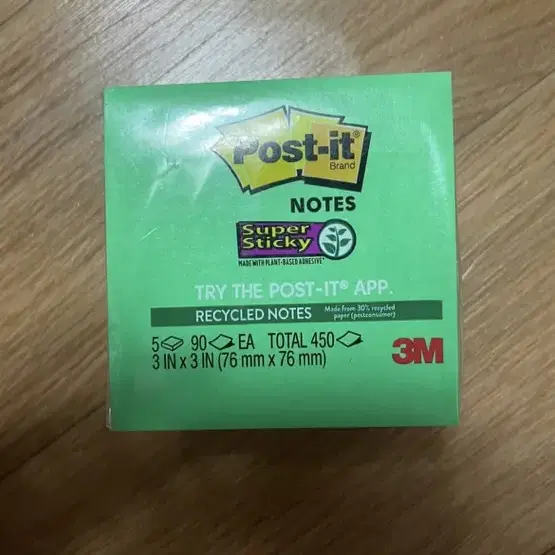 Post-it
Brand
NOTES
Super
Sticky
MADE WITH PLANT-BASED ADHESIVE*
TRY THE POST-IT® APP.
RECYCLED NOTES
Made from 30% recycled
paper (postconsumer)
5 90 EA TOTAL 450
3 IN x 3 IN (76 mm x 76 mm)
3M